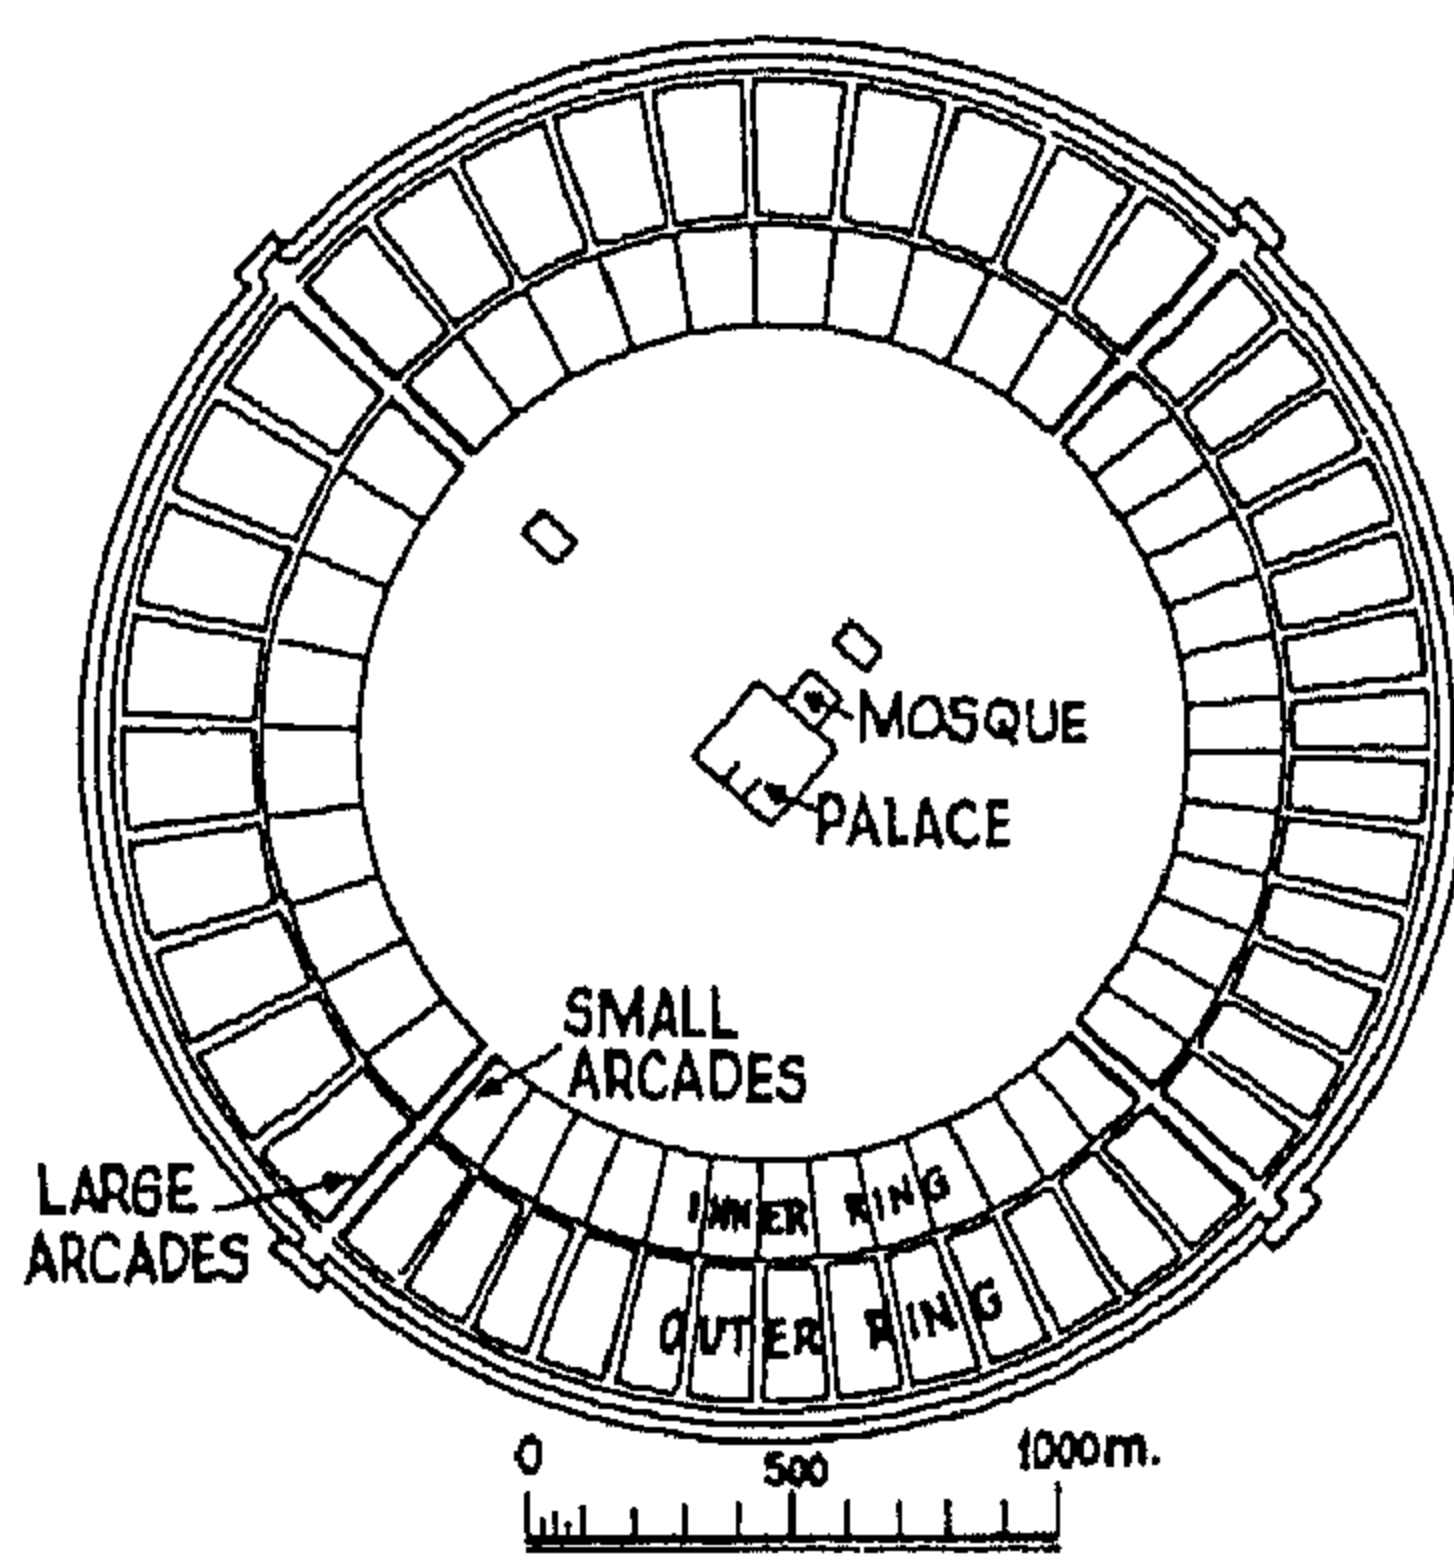 MOSQUE
PALACE
SMALL
ARCADES
LARGE
ARCADES
INNER RING
OUTER RING
0 500 1000m.